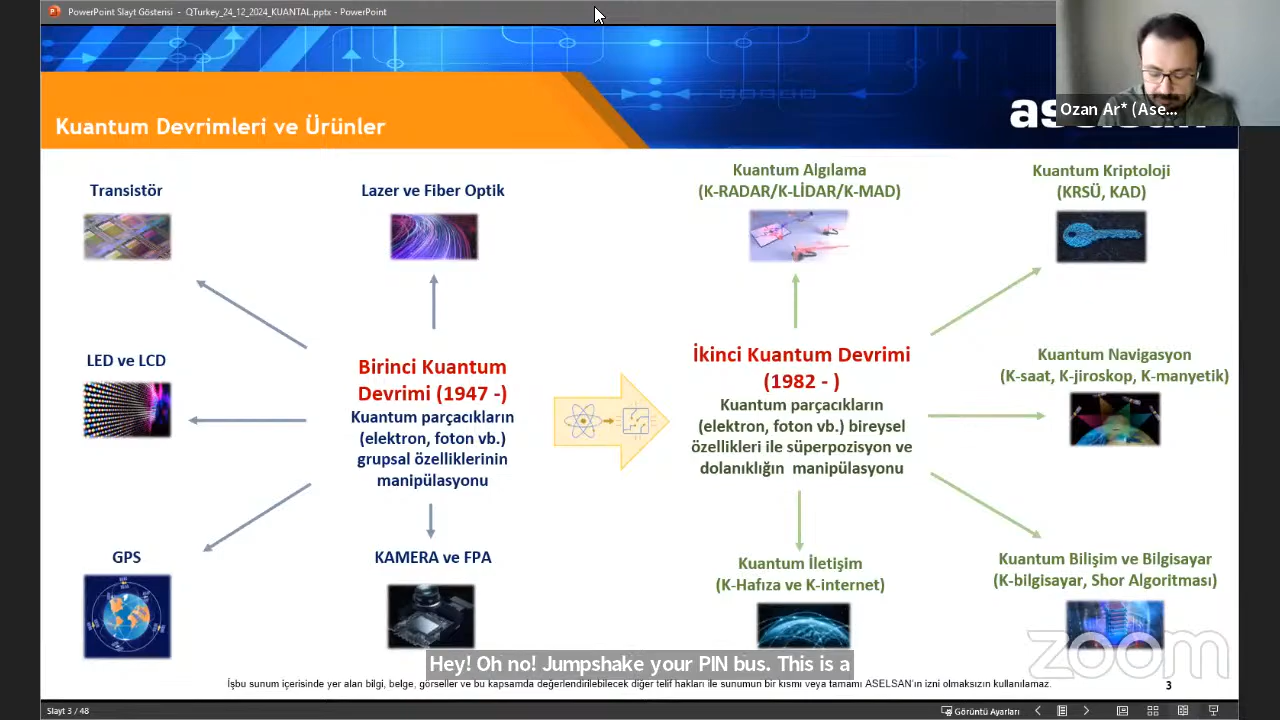 PowerPoint Slayt Gösterisi - QTurkey_24_12_2024_KUANTAL.pptx - PowerPoint
Ozan Ar* (Ase...
Kuantum Devrimleri ve Ürünler
Transistör
Lazer ve Fiber Optik
LED ve LCD
Birinci Kuantum
Devrimi (1947 -)
Kuantum parçacıkların
(elektron, foton vb.)
grupsal özelliklerinin
manipülasyonu
GPS
KAMERA ve FPA
Kuantum Algılama
(K-RADAR/K-LİDAR/K-MAD)
Kuantum Kriptoloji
(KRSÜ, KAD)
İkinci Kuantum Devrimi
(1982 - )
Kuantum parçacıkların
(elektron, foton vb.) bireysel
özellikleri ile süperpozisyon ve
dolanıklığın manipülasyonu
Kuantum Navigasyon
(K-saat, K-jiroskop, K-manyetik)
Kuantum İletişim
(K-Hafıza ve K-internet)
Kuantum Bilişim ve Bilgisayar
(K-bilgisayar, Shor Algoritması)
zoom
Hey! Oh no! Jumpshake your PIN bus. This is a
İşbu sunum içerisinde yer alan bilgi, belge, görseller ve bu kapsamda değerlendirilebilecek diğer telif hakları ile sunumun bir kısmı veya tamamı ASELSAN'ın izni olmaksızın kullanılamaz.
3
Slayt 3 / 48
Görüntü Ayarları